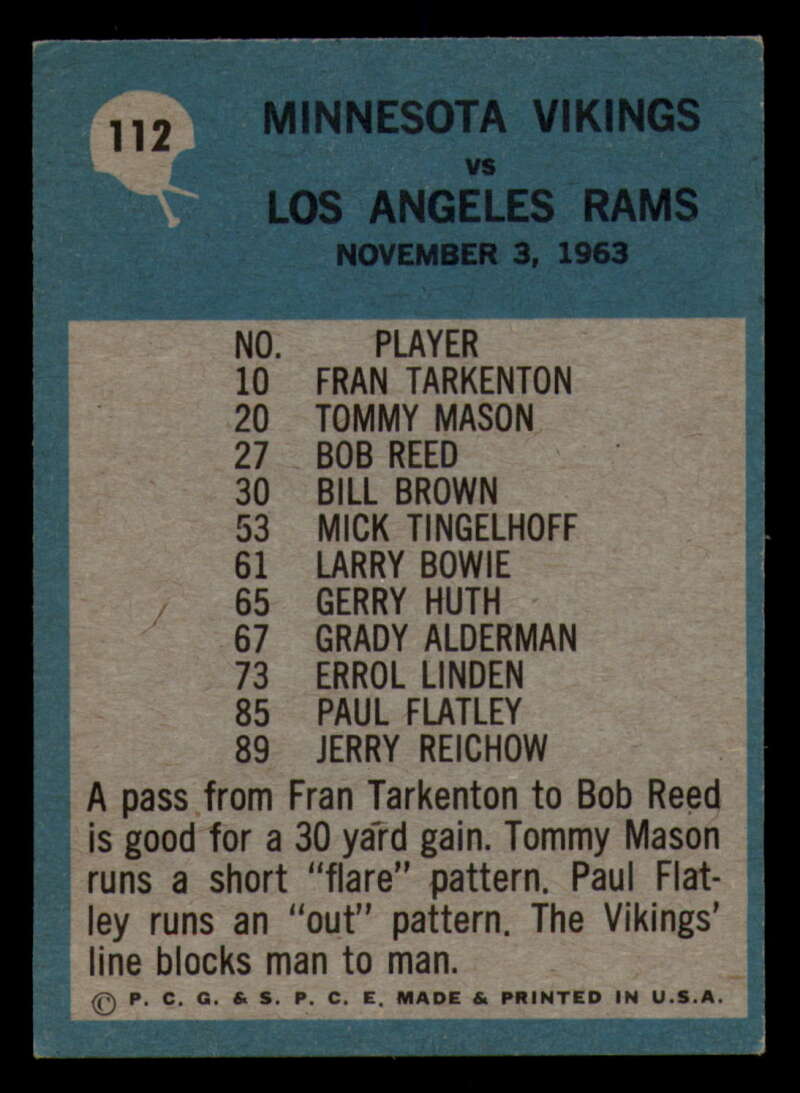 112
MINNESOTA VIKINGS
VS
LOS ANGELES RAMS
NOVEMBER 3, 1963
NO. PLAYER
10 FRAN TARKENTON
20 TOMMY MASON
27 BOB REED
30 BILL BROWN
53 MICK TINGELHOFF
61 LARRY BOWIE
65 GERRY HUTH
67 GRADY ALDERMAN
73 ERROL LINDEN
85 PAUL FLATLEY
89 JERRY REICHOW
A pass from Fran Tarkenton to Bob Reed
is good for a 30 yard gain. Tommy Mason
runs a short "flare" pattern. Paul Flat-
ley runs an "out" pattern. The Vikings'
line blocks man to man.
© P. C. G. & S. P. C. E. MADE & PRINTED IN U.S.A.